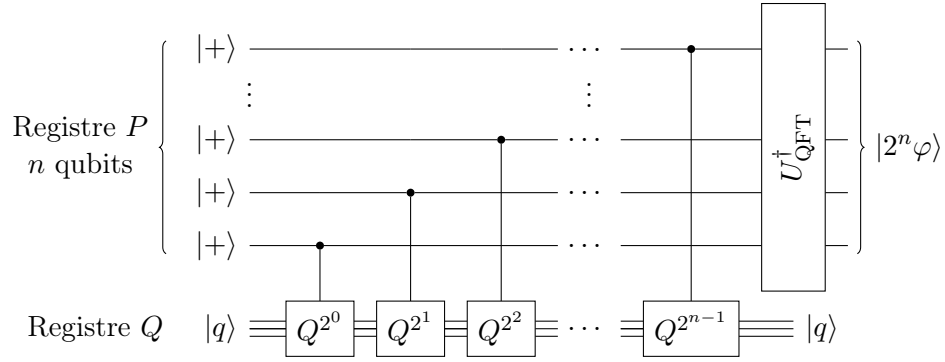 |+⟩ ⋯
⋮ ⋮
Registre P
n qubits
|+⟩ ⋯
|+⟩ ⋯
|+⟩ ⋯
U†QFT
|2ⁿφ⟩
Registre Q |q⟩ Q^{2^0} Q^{2^1} Q^{2^2} ⋯ Q^{2^{n−1}} |q⟩